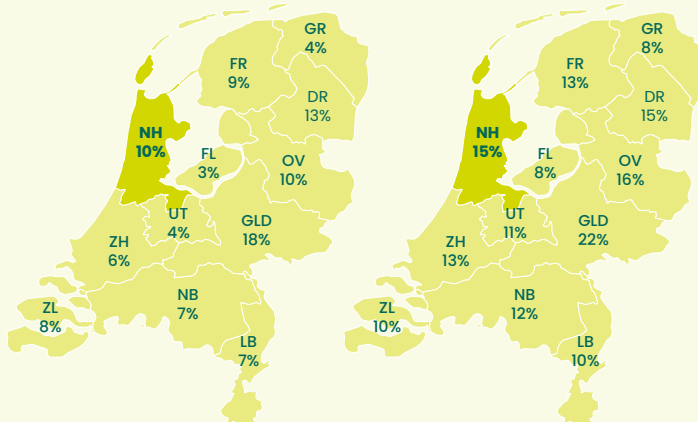 GR
4%
FR
9%
DR
13%
NH
10%
FL
3%
OV
10%
UT
4%
GLD
18%
ZH
6%
NB
7%
ZL
8%
LB
7%
GR
8%
FR
13%
DR
15%
NH
15%
FL
8%
OV
16%
UT
11%
GLD
22%
ZH
13%
NB
12%
ZL
10%
LB
10%